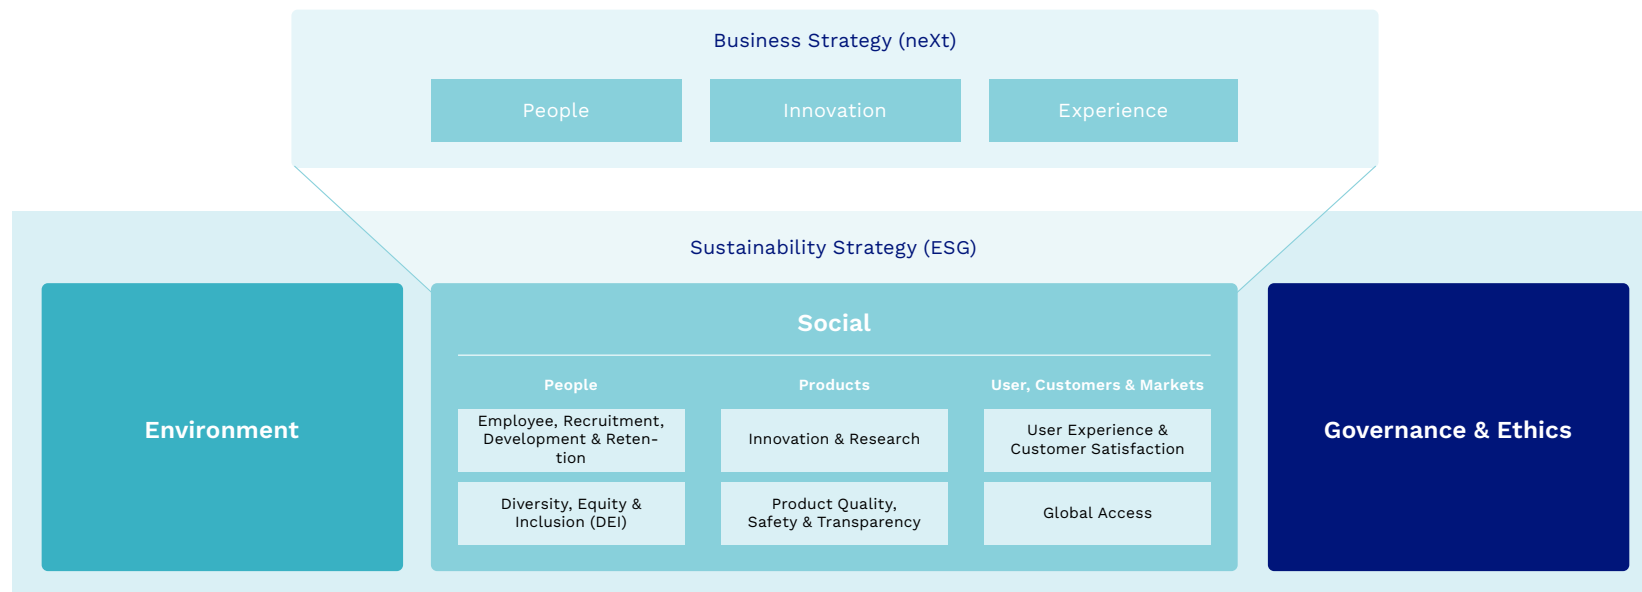 Business Strategy (neXt)
People
Innovation
Experience
Sustainability Strategy (ESG)
Environment
Social
People
Employee, Recruitment,
Development & Reten-
tion
Diversity, Equity &
Inclusion (DEI)
Products
Innovation & Research
Product Quality,
Safety & Transparency
User, Customers & Markets
User Experience &
Customer Satisfaction
Global Access
Governance & Ethics